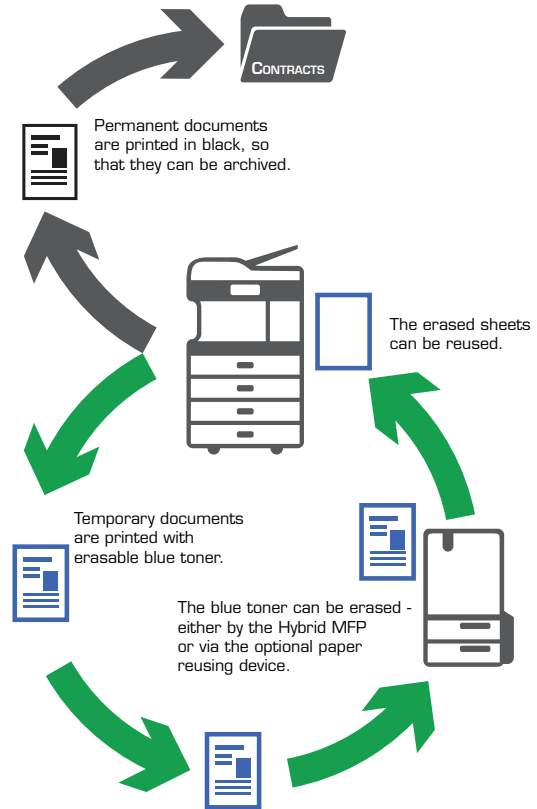 CONTRACTS
Permanent documents
are printed in black, so
that they can be archived.
The erased sheets
can be reused.
Temporary documents
are printed with
erasable blue toner.
The blue toner can be erased -
either by the Hybrid MFP
or via the optional paper
reusing device.